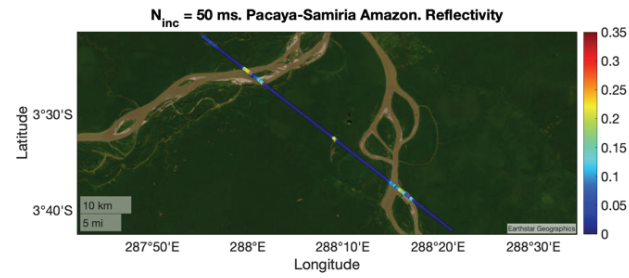 N_inc = 50 ms. Pacaya-Samiria Amazon. Reflectivity
0.35
0.3
0.25
0.2
0.15
0.1
0.05
0
Latitude
3°30'S
3°40'S
10 km
5 mi
Earthstar Geographics
287°50'E 288°E 288°10'E 288°20'E 288°30'E
Longitude